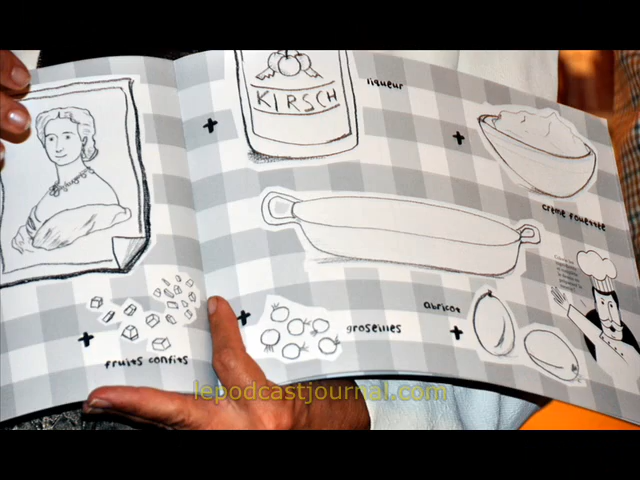 KIRSCH
liqueur
+
+
crème fouettée
+
fruits confits
+
groseilles
abricot
+
lepodcastjournal.com